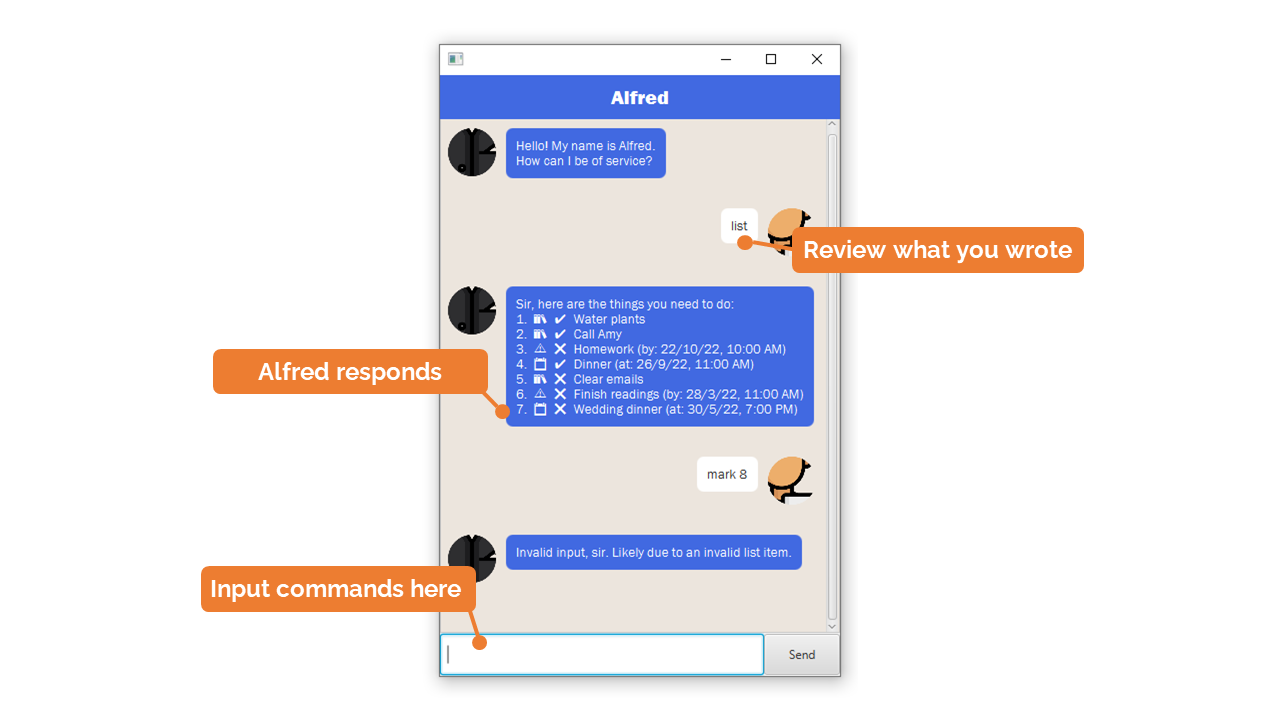 Alfred
Hello! My name is Alfred.
How can I be of service?
list
Review what you wrote
Sir, here are the things you need to do:
1. ✔ Water plants
2. ✔ Call Amy
3. ⚠ ✕ Homework (by: 22/10/22, 10:00 AM)
4. ✔ Dinner (at: 26/9/22, 11:00 AM)
5. ✕ Clear emails
6. ⚠ ✕ Finish readings (by: 28/3/22, 11:00 AM)
7. ✕ Wedding dinner (at: 30/5/22, 7:00 PM)
Alfred responds
mark 8
Invalid input, sir. Likely due to an invalid list item.
Input commands here
Send